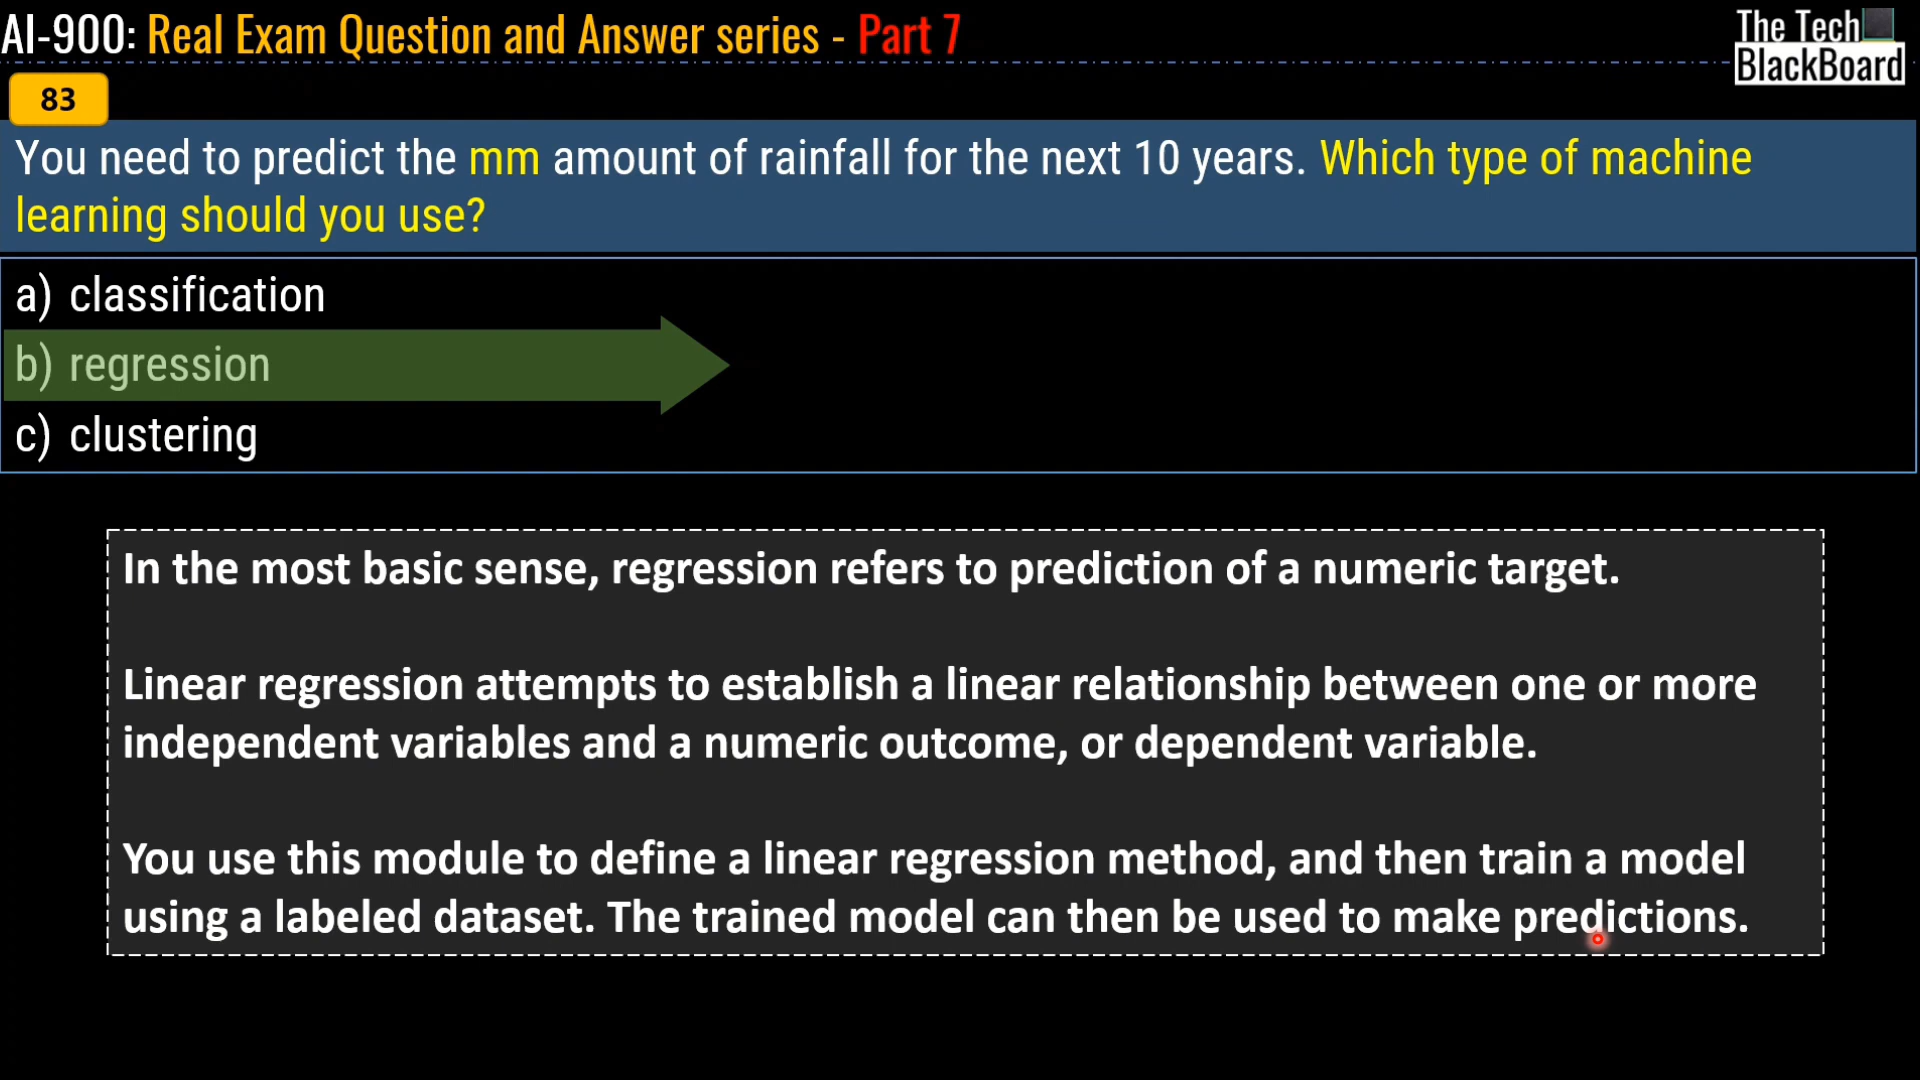 AI-900: Real Exam Question and Answer series - Part 7
The Tech
BlackBoard
83
You need to predict the mm amount of rainfall for the next 10 years. Which type of machine
learning should you use?
a) classification
b) regression
c) clustering
In the most basic sense, regression refers to prediction of a numeric target.
Linear regression attempts to establish a linear relationship between one or more
independent variables and a numeric outcome, or dependent variable.
You use this module to define a linear regression method, and then train a model
using a labeled dataset. The trained model can then be used to make predictions.